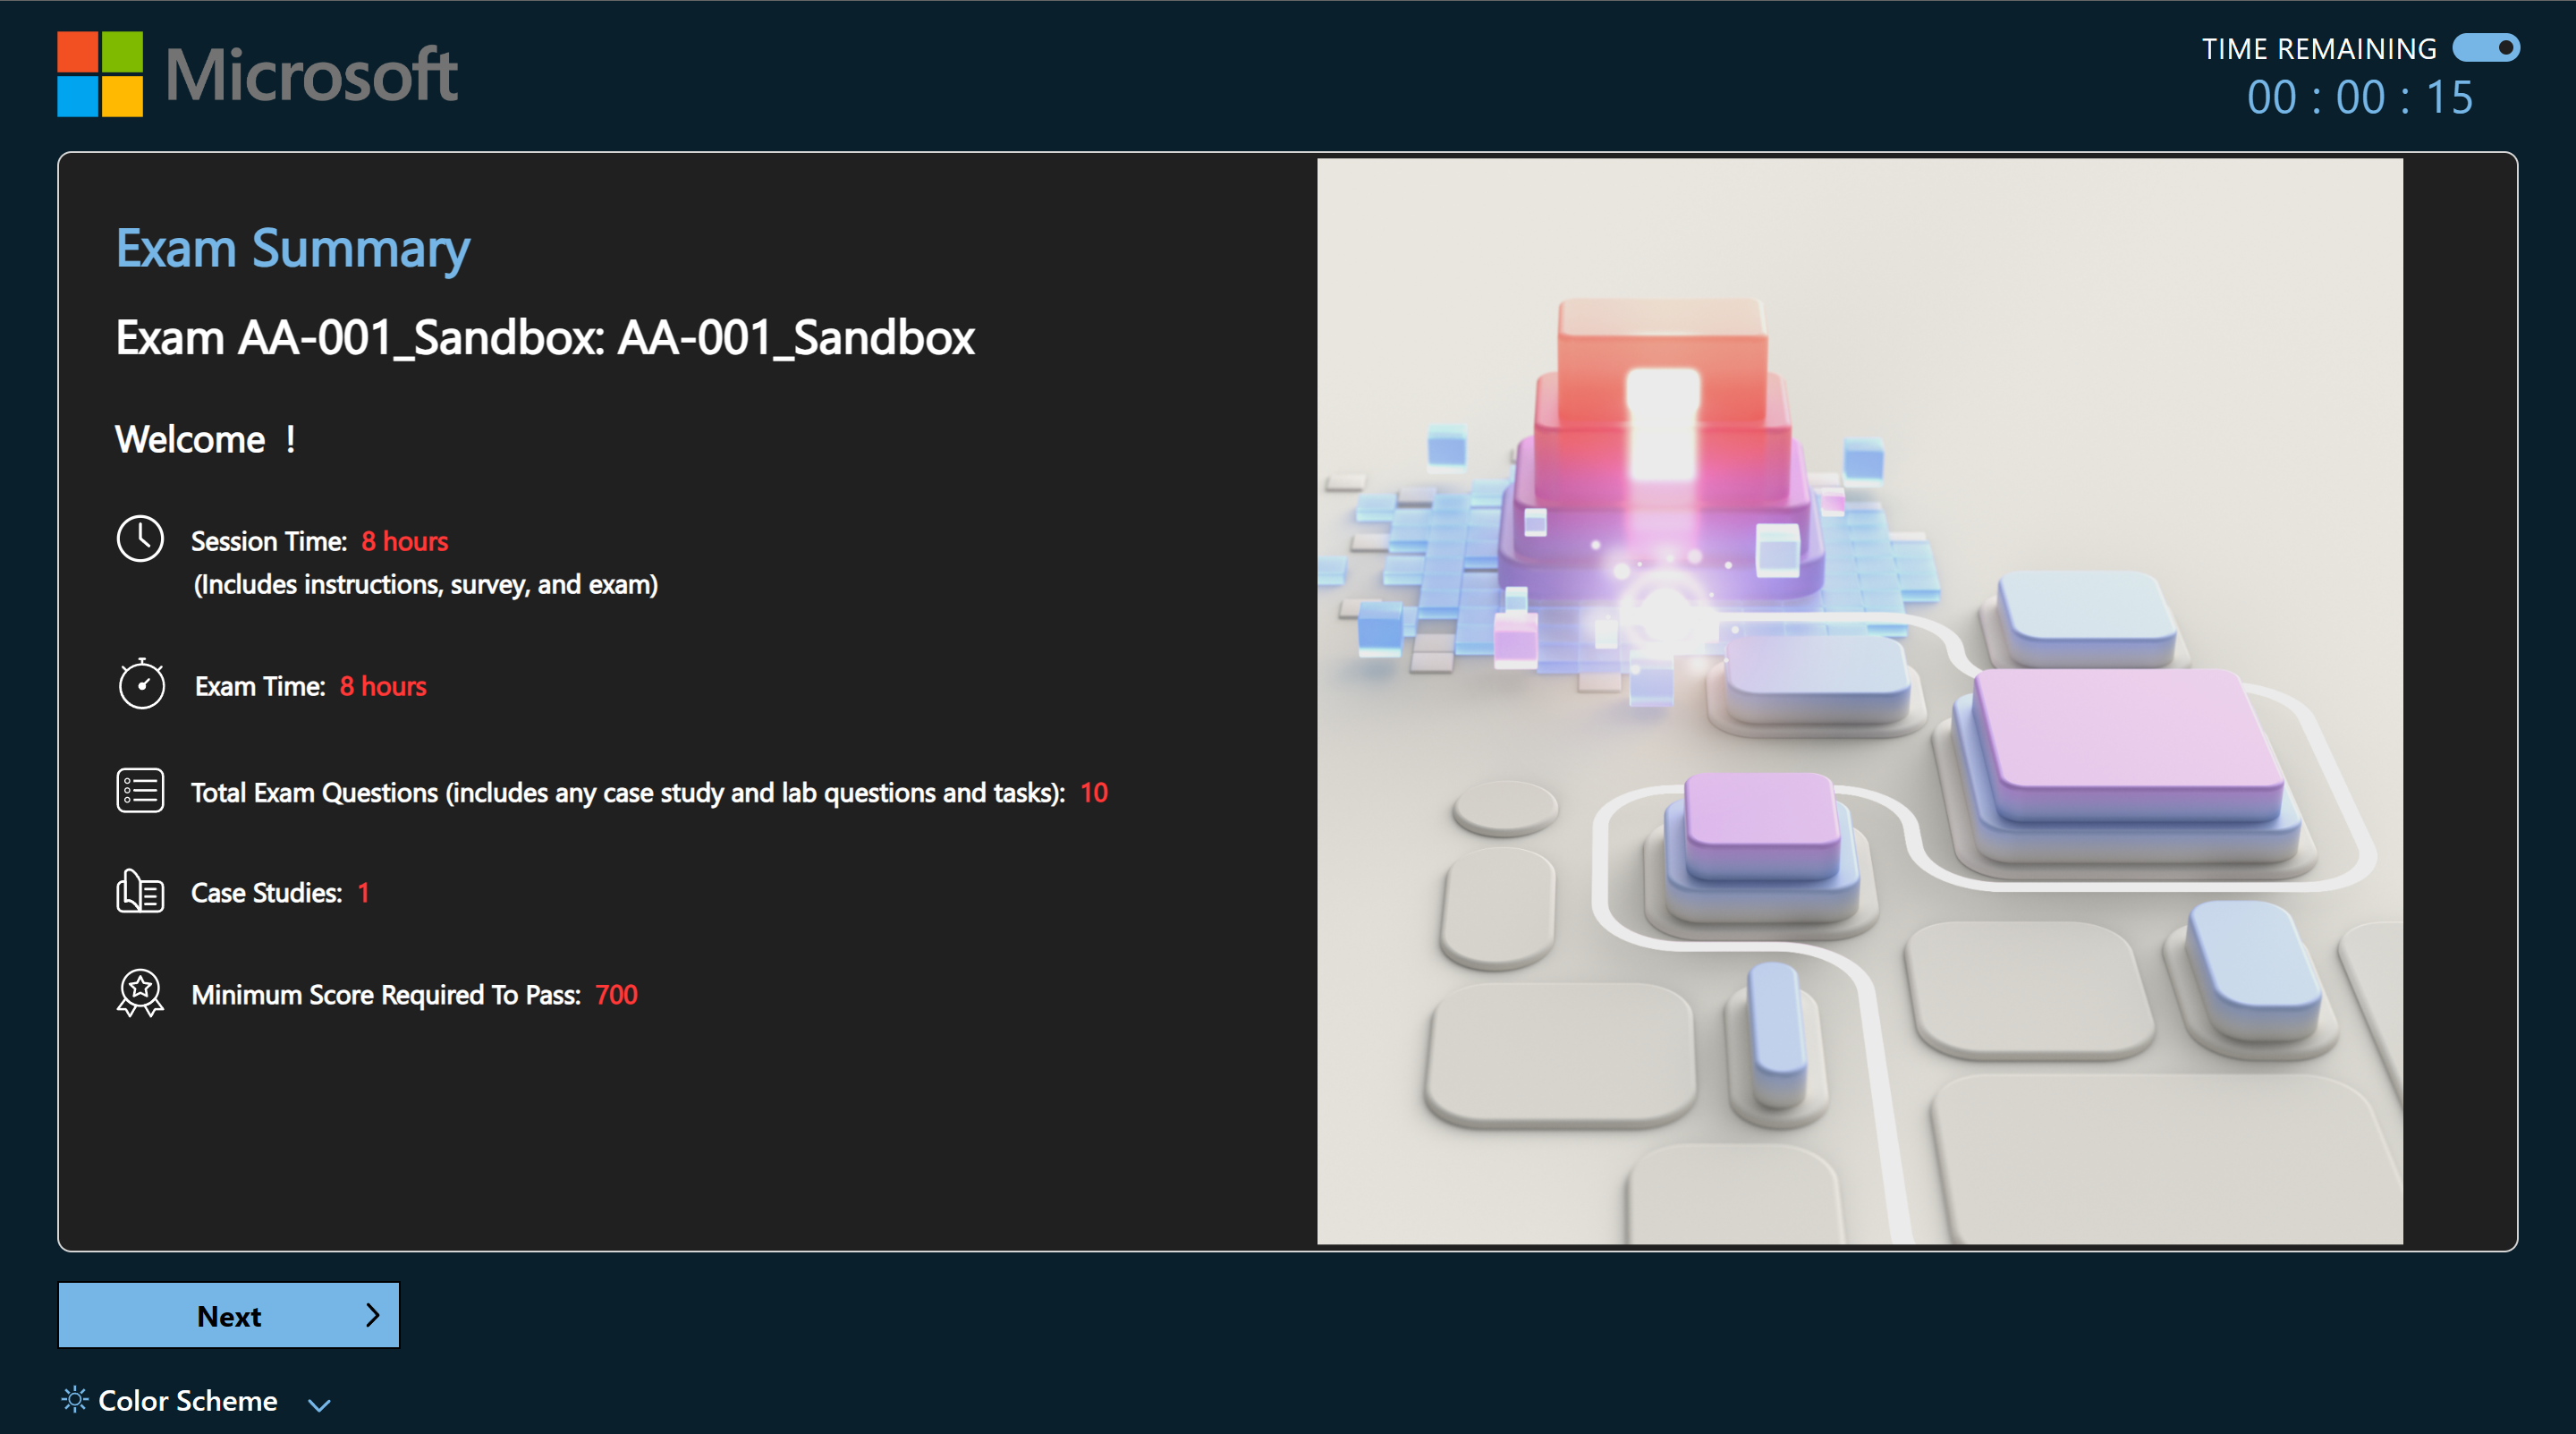 Microsoft
TIME REMAINING
00 : 00 : 15
Exam Summary
Exam AA-001_Sandbox: AA-001_Sandbox
Welcome !
Session Time: 8 hours
(Includes instructions, survey, and exam)
Exam Time: 8 hours
Total Exam Questions (includes any case study and lab questions and tasks): 10
Case Studies: 1
Minimum Score Required To Pass: 700
Next
Color Scheme